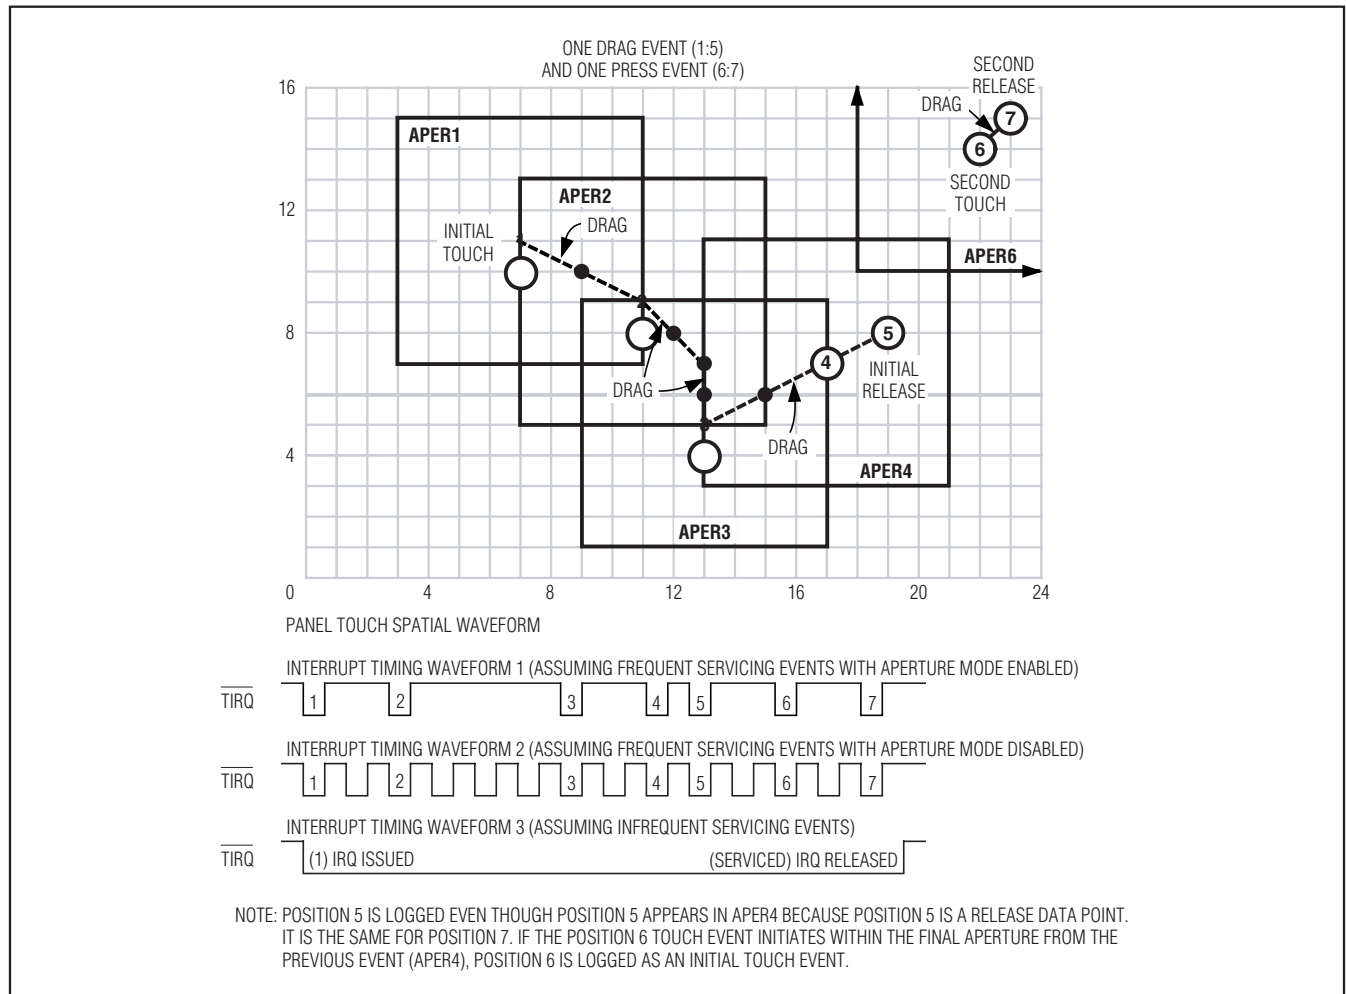 ONE DRAG EVENT (1:5)
AND ONE PRESS EVENT (6:7)
SECOND
RELEASE
DRAG
7
6
SECOND
TOUCH
16
12
8
4
0
4
8
12
16
20
24
APER1
APER2
INITIAL
TOUCH
DRAG
APER6
5
4
INITIAL
RELEASE
DRAG
DRAG
APER4
APER3
PANEL TOUCH SPATIAL WAVEFORM
INTERRUPT TIMING WAVEFORM 1 (ASSUMING FREQUENT SERVICING EVENTS WITH APERTURE MODE ENABLED)
TIRQ 1 2 3 4 5 6 7
INTERRUPT TIMING WAVEFORM 2 (ASSUMING FREQUENT SERVICING EVENTS WITH APERTURE MODE DISABLED)
TIRQ 1 2 3 4 5 6 7
INTERRUPT TIMING WAVEFORM 3 (ASSUMING INFREQUENT SERVICING EVENTS)
TIRQ (1) IRQ ISSUED (SERVICED) IRQ RELEASED
NOTE: POSITION 5 IS LOGGED EVEN THOUGH POSITION 5 APPEARS IN APER4 BECAUSE POSITION 5 IS A RELEASE DATA POINT.
IT IS THE SAME FOR POSITION 7. IF THE POSITION 6 TOUCH EVENT INITIATES WITHIN THE FINAL APERTURE FROM THE
PREVIOUS EVENT (APER4), POSITION 6 IS LOGGED AS AN INITIAL TOUCH EVENT.